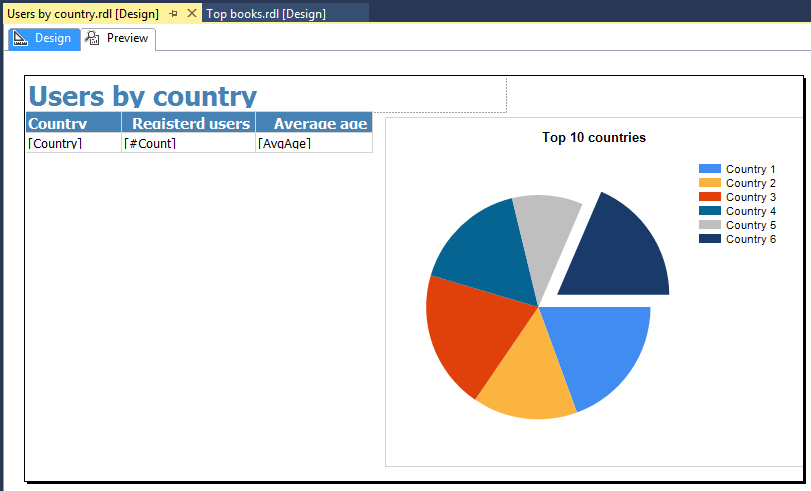 Users by country.rdl [Design] Top books.rdl [Design]
Design Preview
Users by country
Country Registerd users Average age
[Country] [#Count] [AvgAge]
Top 10 countries
Country 1
Country 2
Country 3
Country 4
Country 5
Country 6